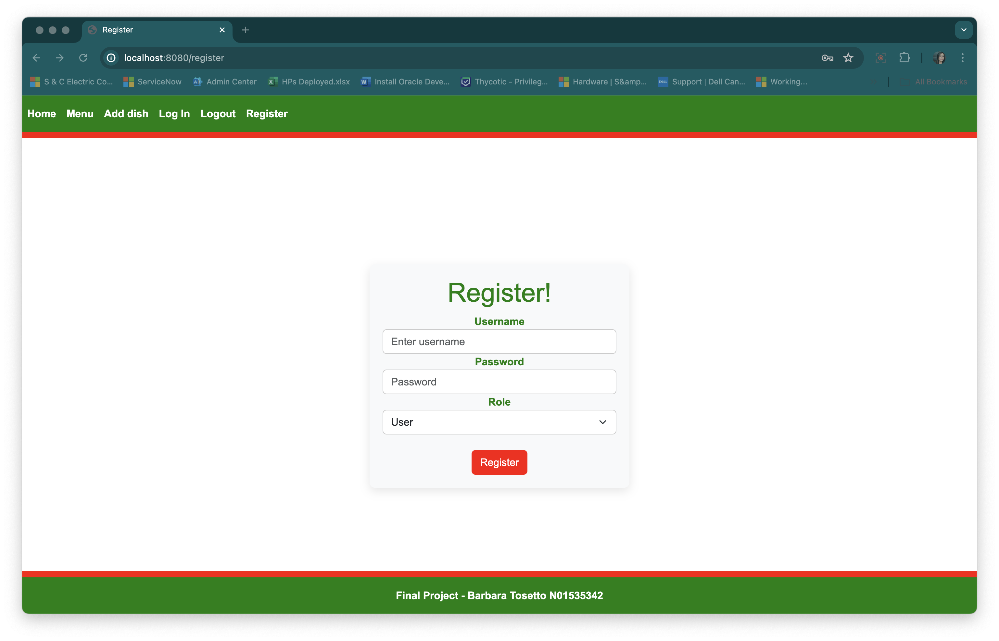 Register
localhost:8080/register
S & C Electric Co... ServiceNow Admin Center HPs Deployed.xlsx Install Oracle Deve... Thycotic - Privileg... Hardware | S&amp... Support | Dell Can... Working... All Bookmarks
Home Menu Add dish Log In Logout Register
Register!
Username
Enter username
Password
Password
Role
User
Register
Final Project - Barbara Tosetto N01535342